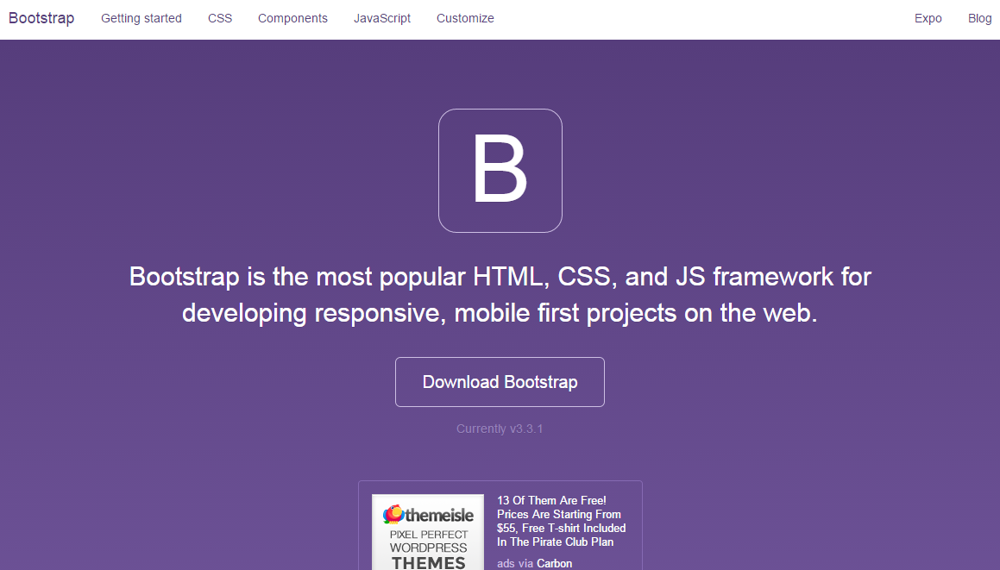 Bootstrap Getting started CSS Components JavaScript Customize Expo Blog
B
Bootstrap is the most popular HTML, CSS, and JS framework for
developing responsive, mobile first projects on the web.
Download Bootstrap
Currently v3.3.1
themeisle
PIXEL PERFECT
WORDPRESS
THEMES
13 Of Them Are Free!
Prices Are Starting From
$55, Free T-shirt Included
In The Pirate Club Plan
ads via Carbon